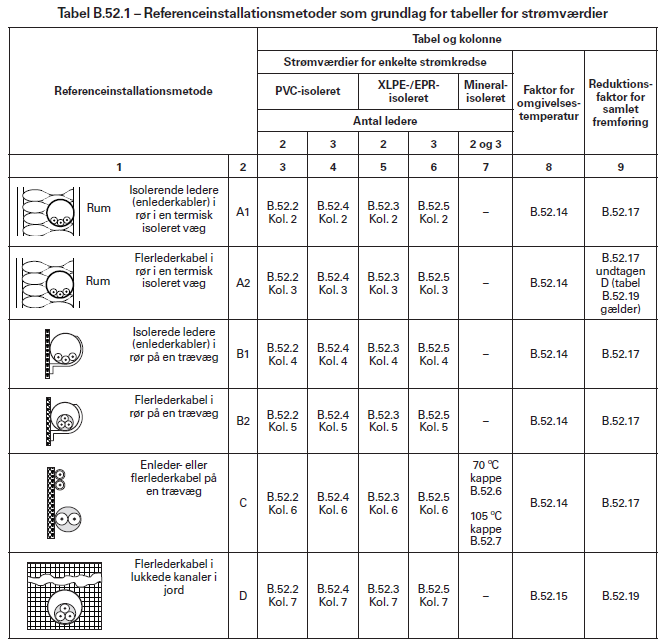 Tabel B.52.1 – Referenceinstallationsmetoder som grundlag for tabeller for strømværdier
Referenceinstallationsmetode
Tabel og kolonne
Strømværdier for enkelte strømkredse
Faktor for
omgivelses-
temperatur
Reduktions-
faktor for
samlet
fremføring
PVC-isoleret
XLPE-/EPR-
isoleret
Mineral-
isoleret
Antal ledere
2 3 2 3 2 og 3
1 2 3 4 5 6 7 8 9
Rum
Isolerende ledere
(enlederkabler) i
rør i en termisk
isoleret væg
A1
B.52.2
Kol. 2
B.52.4
Kol. 2
B.52.3
Kol. 2
B.52.5
Kol. 2
–
B.52.14
B.52.17
Rum
Flerlederkabel i
rør i en termisk
isoleret væg
A2
B.52.2
Kol. 3
B.52.4
Kol. 3
B.52.3
Kol. 3
B.52.5
Kol. 3
–
B.52.14
B.52.17
undtagen
D (tabel
B.52.19
gælder)
Isolerede ledere
(enlederkabler) i
rør på en trævæg
B1
B.52.2
Kol. 4
B.52.4
Kol. 4
B.52.3
Kol. 4
B.52.5
Kol. 4
–
B.52.14
B.52.17
Flerlederkabel i
rør på en trævæg
B2
B.52.2
Kol. 5
B.52.4
Kol. 5
B.52.3
Kol. 5
B.52.5
Kol. 5
–
B.52.14
B.52.17
Enleder- eller
flerlederkabel på
en trævæg
C
B.52.2
Kol. 6
B.52.4
Kol. 6
B.52.3
Kol. 6
B.52.5
Kol. 6
70 °C
kappe
B.52.6
105 °C
kappe
B.52.7
B.52.14
B.52.17
Flerlederkabel i
lukkede kanaler i
jord
D
B.52.2
Kol. 7
B.52.4
Kol. 7
B.52.3
Kol. 7
B.52.5
Kol. 7
–
B.52.15
B.52.19